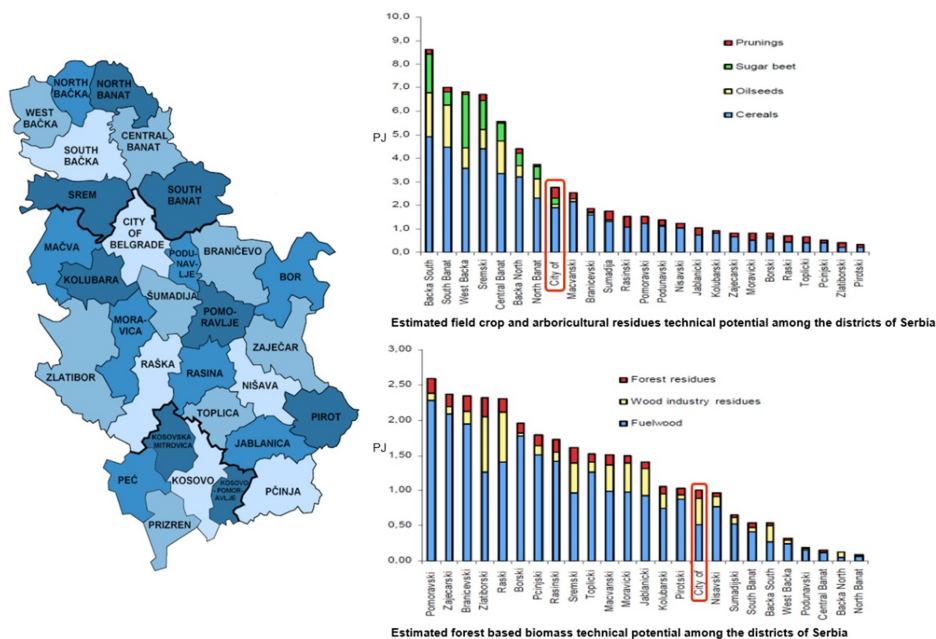 NORTH
BAČKA
NORTH
BANAT
WEST
BAČKA
CENTRAL
BANAT
SOUTH
BAČKA
SREM
SOUTH
BANAT
CITY
OF
BELGRADE
MAČVA
PODU-
NAV-
LJE
BRANIČEVO
BOR
KOLUBARA
ŠUMADIJA
MORA-
VICA
POMO-
RAVLJE
ZAJEČAR
ZLATIBOR
RAŠKA
RASINA
NIŠAVA
TOPLICA
PIROT
KOSOVSKA
MITROVICA
JABLANICA
PEĆ
KOSOVO
KOSOVO
POMOR-
AVLJE
PČINJA
PRIZREN
10,0
9,0
8,0
7,0
6,0
5,0
4,0
3,0
2,0
1,0
0,0
PJ
Prunings
Sugar beet
Oilseeds
Cereals
Backa South
South Banat
West Backa
Sremski
Central Banat
Backa North
North Banat
City of
Macvanski
Branicevski
Sumadija
Rasinski
Pomoravski
Podunavski
Nisavski
Jablanicki
Kolubarski
Zajecarski
Moravicki
Borski
Raski
Toplicki
Pcinjski
Zlatiborski
Pirotski
Estimated field crop and arboricultural residues technical potential among the districts of Serbia
3,00
2,50
2,00
1,50
1,00
0,50
0,00
PJ
Forest residues
Wood industry residues
Fuelwood
Pomoravski
Zajecarski
Branicevski
Zlatiborski
Raski
Borski
Pcinjski
Rasinski
Sremski
Toplicki
Macvanski
Moravicki
Jablanicki
Kolubarski
Pirotski
City of
Nisavski
Sumadijski
South Banat
Backa South
West Backa
Podunavski
Central Banat
Backa North
North Banat
Estimated forest based biomass technical potential among the districts of Serbia